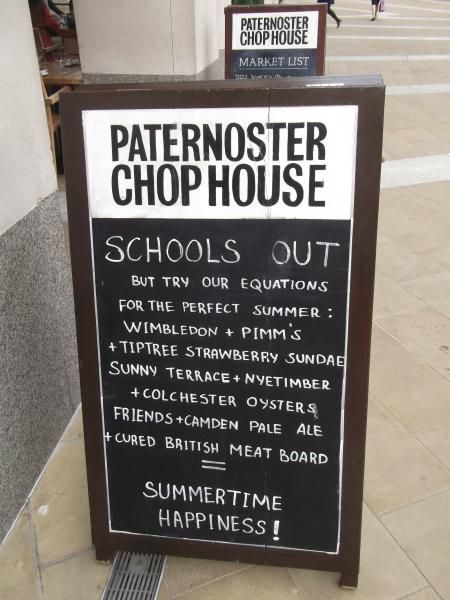 PATERNOSTER
CHOP HOUSE
MARKET LIST
PATERNOSTER
CHOP HOUSE
SCHOOLS OUT
BUT TRY OUR EQUATIONS
FOR THE PERFECT SUMMER:
WIMBLEDON + PIMM'S
+ TIPTREE STRAWBERRY SUNDAE
SUNNY TERRACE + NYETIMBER
+ COLCHESTER OYSTERS
FRIENDS + CAMDEN PALE ALE
+ CURED BRITISH MEAT BOARD
=
SUMMERTIME
HAPPINESS!